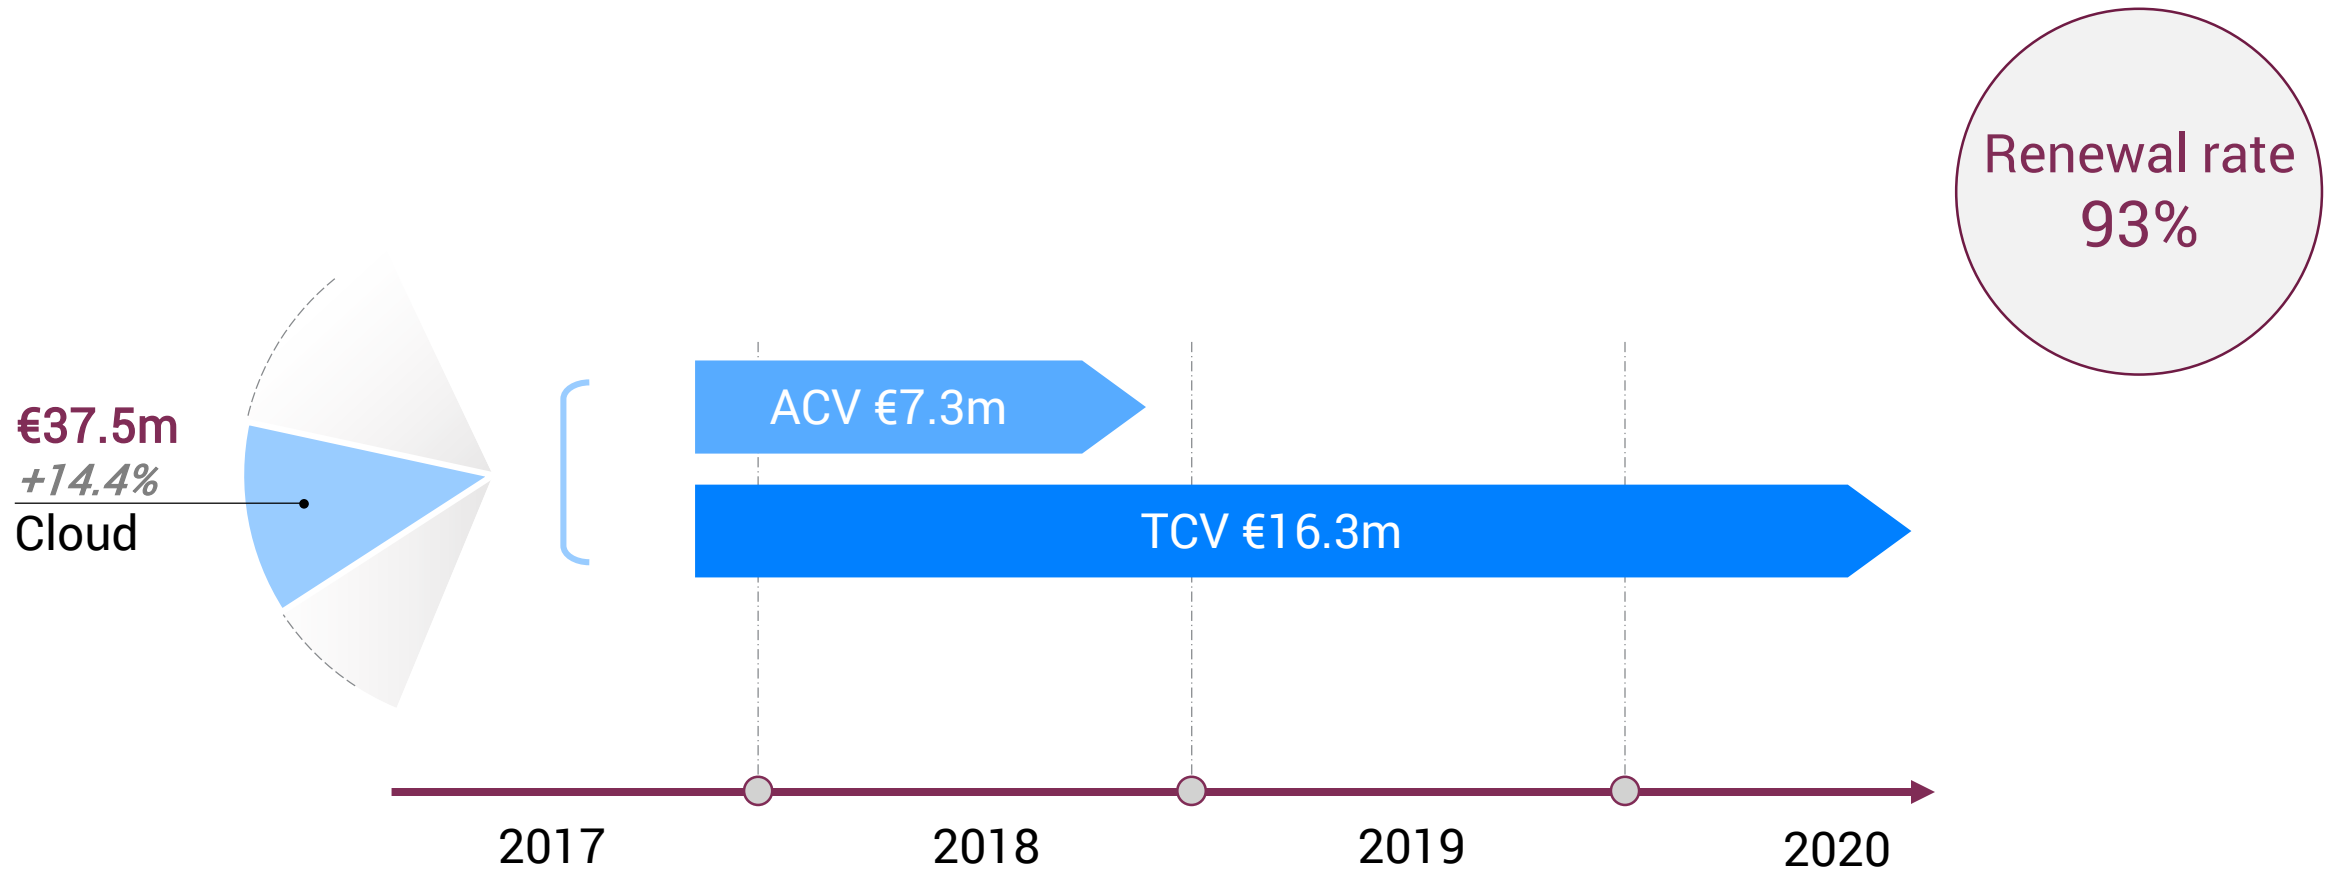 Renewal rate
93%
ACV €7.3m
€37.5m
+14.4%
Cloud
TCV €16.3m
2017
2018
2019
2020